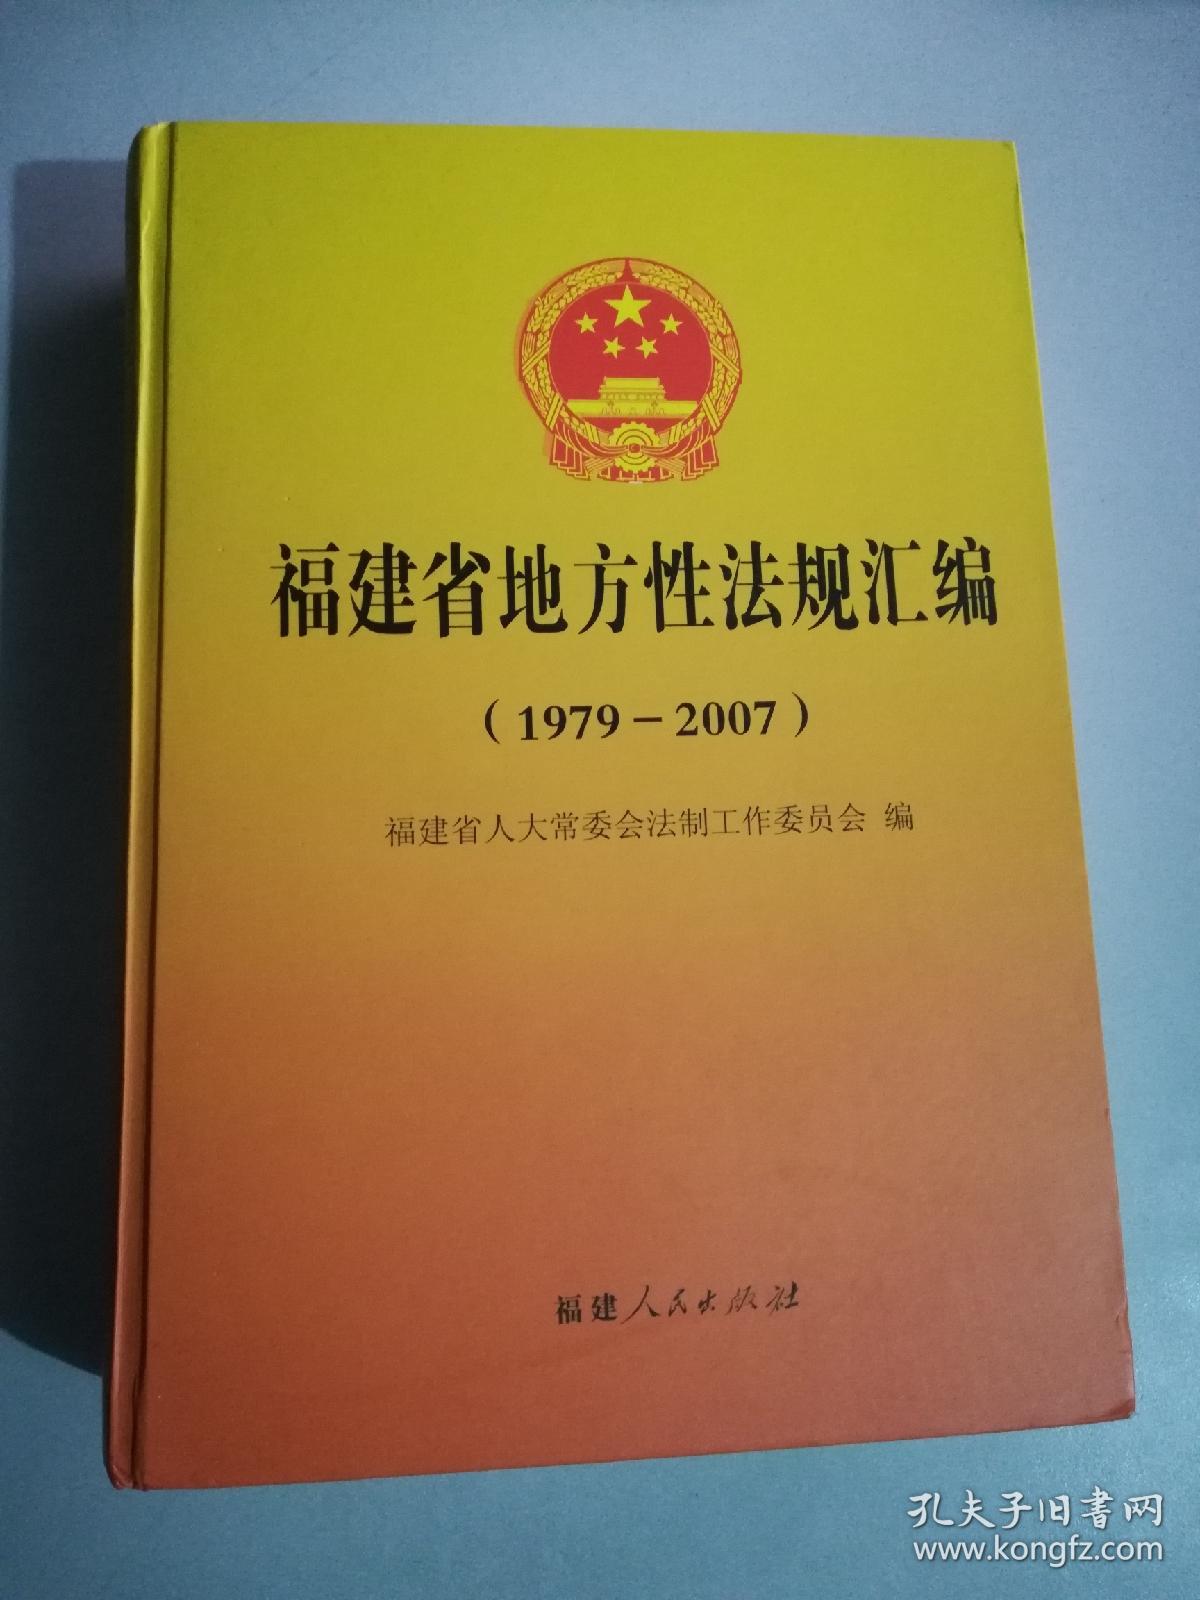 福建省地方性法规汇编
（1979－2007）
福建省人大常委会法制工作委员会 编
福建人民出版社
孔夫子旧书网
www.kongfz.com